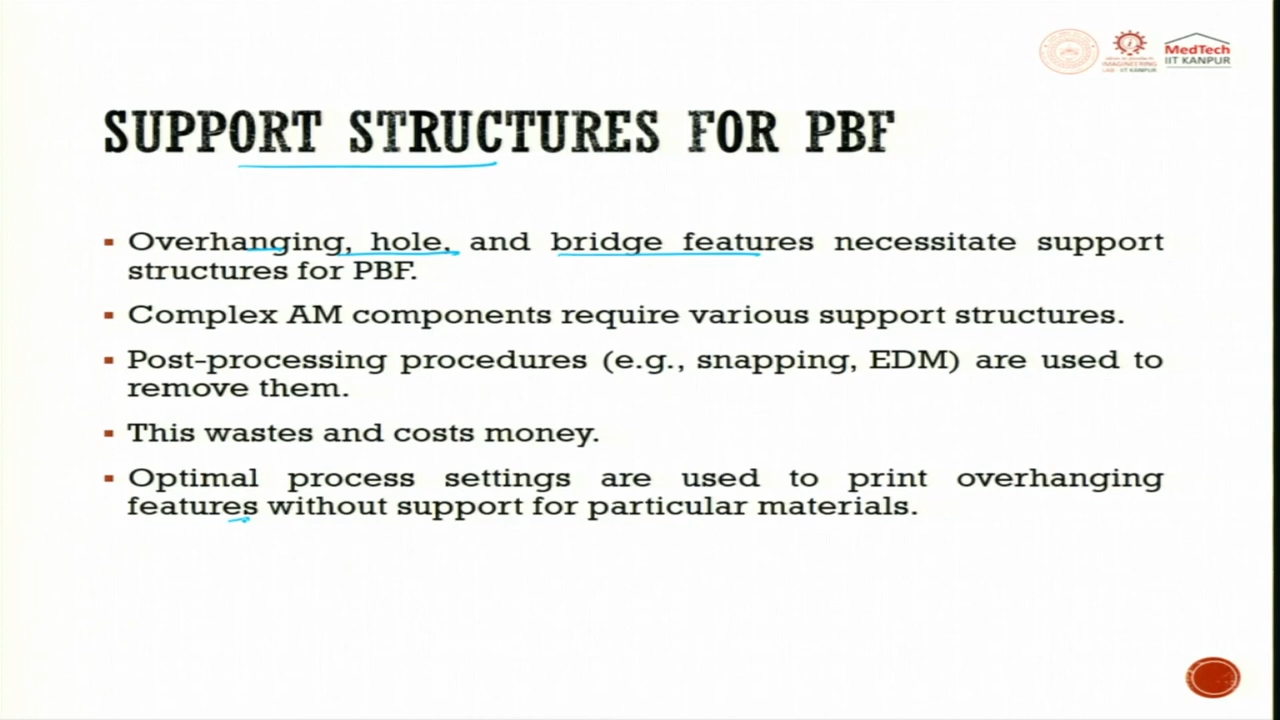 MedTech
IIT KANPUR
SUPPORT STRUCTURES FOR PBF
▪ Overhanging, hole, and bridge features necessitate support
structures for PBF.
▪ Complex AM components require various support structures.
▪ Post-processing procedures (e.g., snapping, EDM) are used to
remove them.
▪ This wastes and costs money.
▪ Optimal process settings are used to print overhanging
features without support for particular materials.